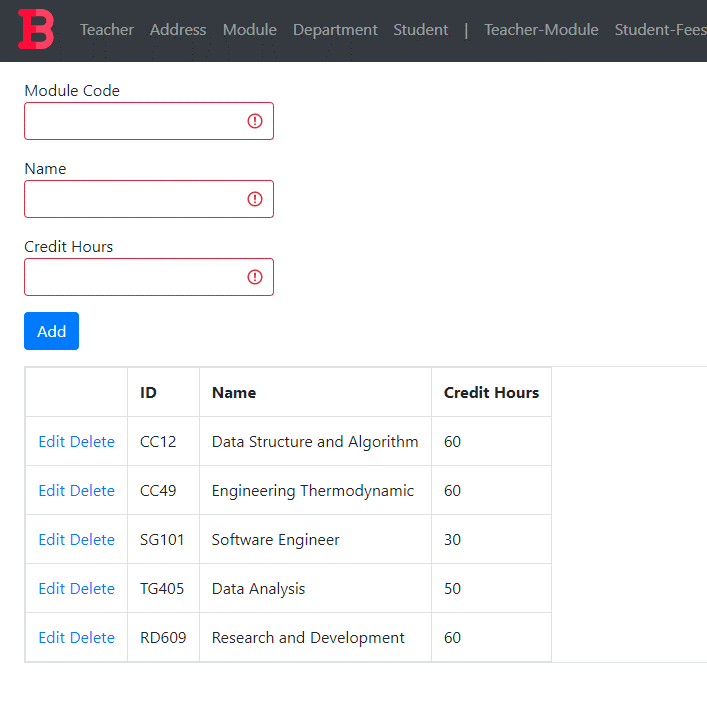 B Teacher Address Module Department Student | Teacher-Module Student-Fees
Module Code
Name
Credit Hours
Add
ID Name Credit Hours
Edit Delete CC12 Data Structure and Algorithm 60
Edit Delete CC49 Engineering Thermodynamic 60
Edit Delete SG101 Software Engineer 30
Edit Delete TG405 Data Analysis 50
Edit Delete RD609 Research and Development 60